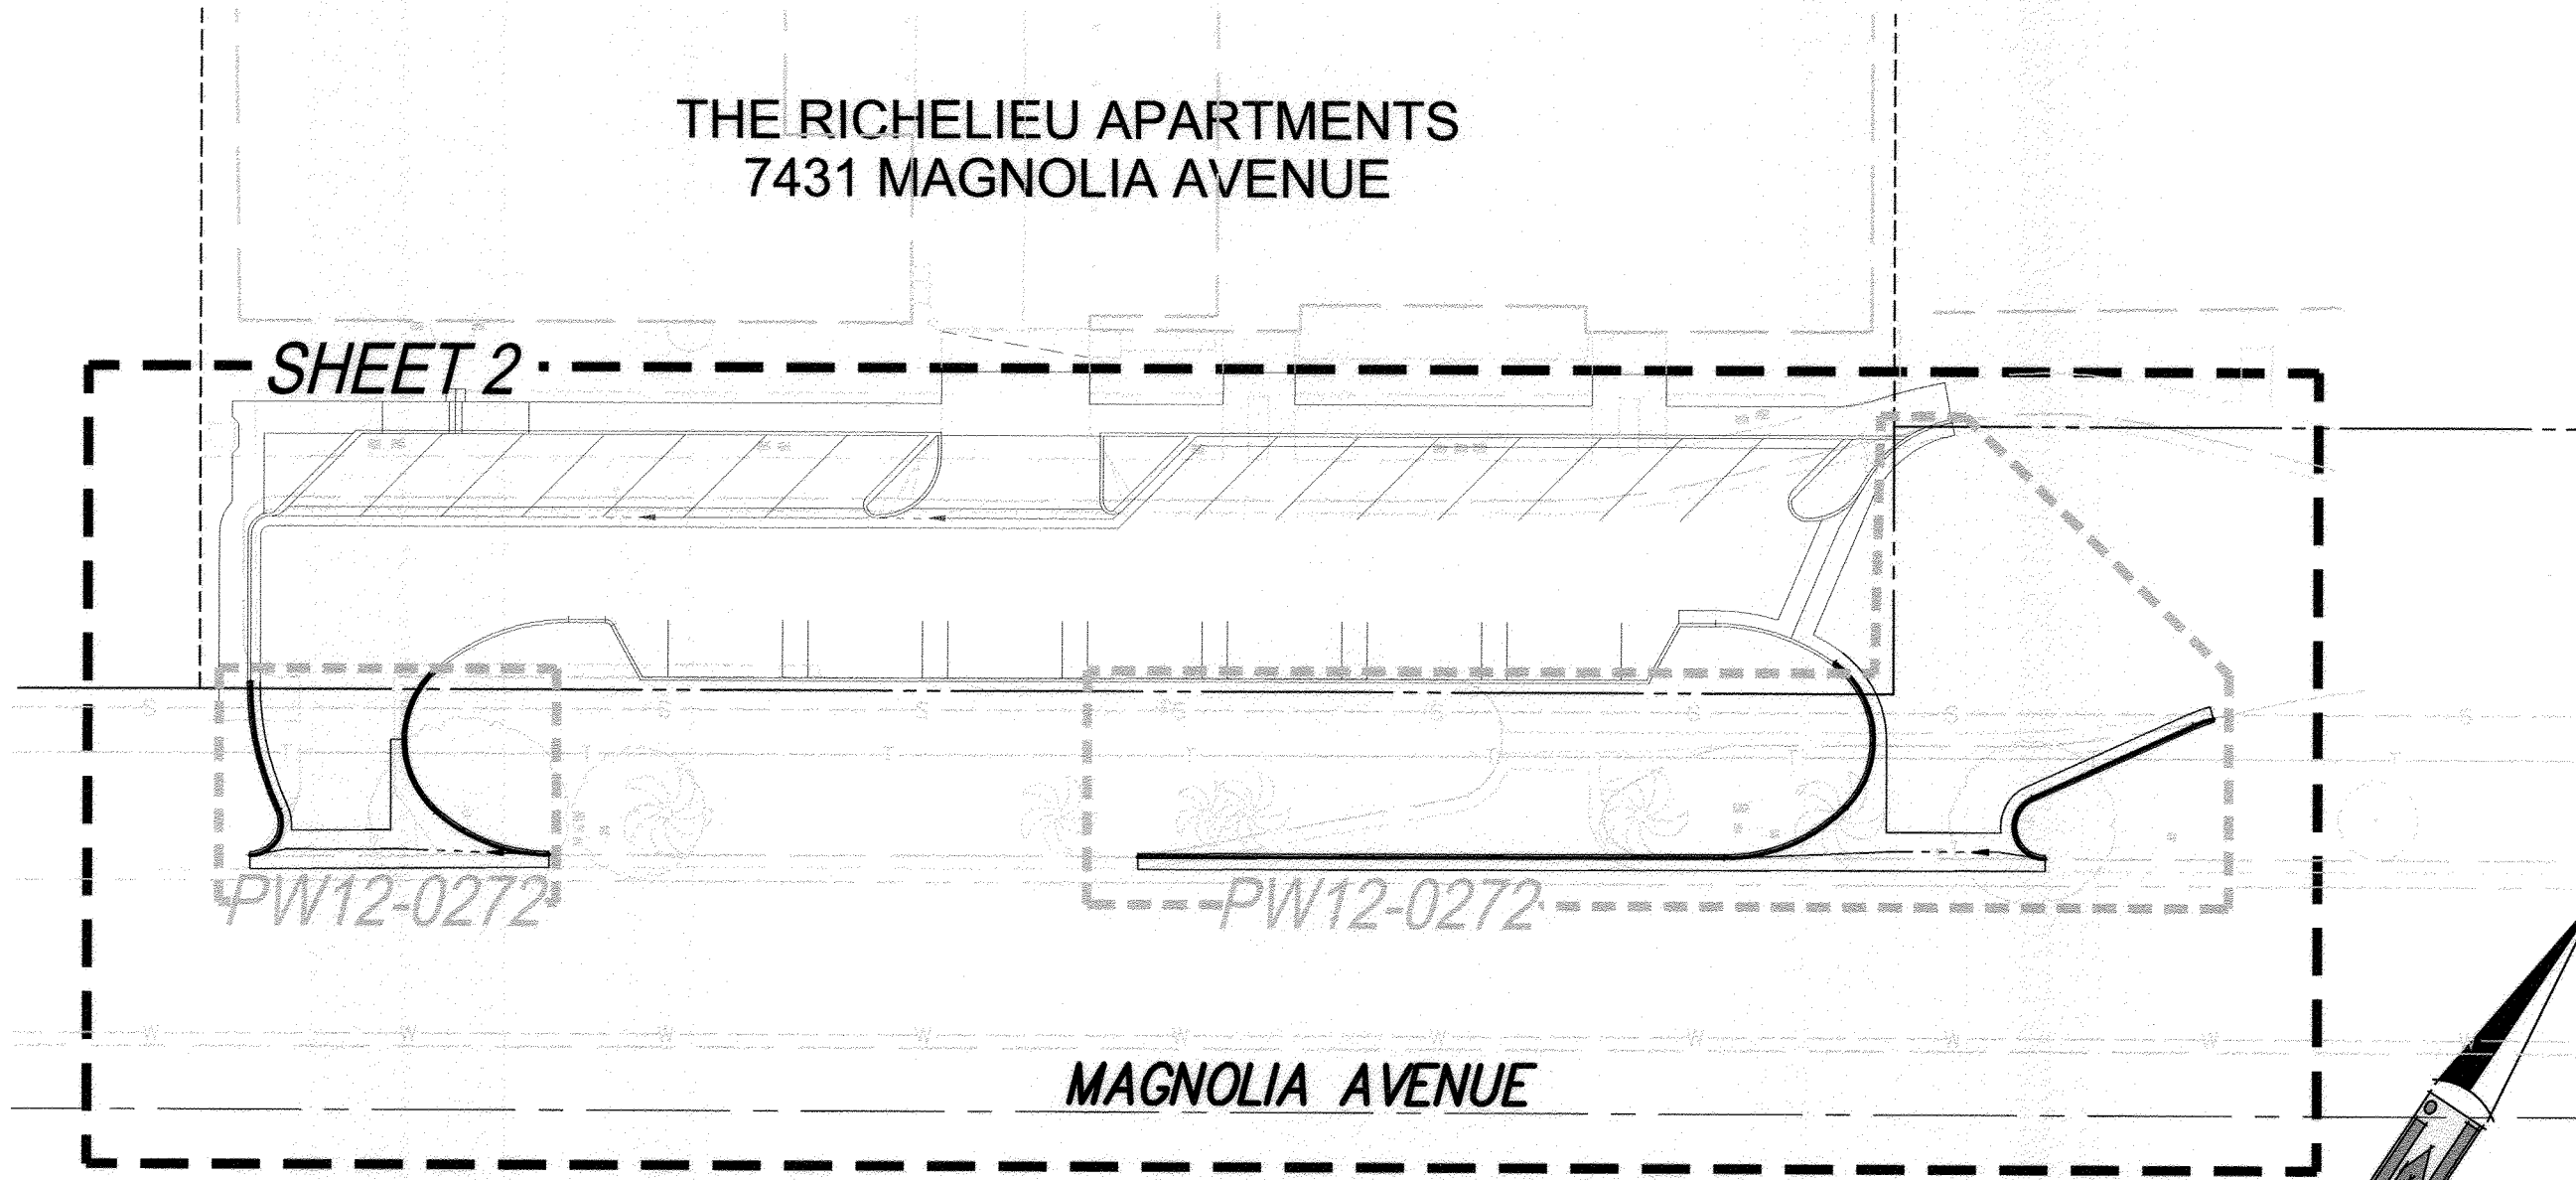 THE RICHELIEU APARTMENTS
7431 MAGNOLIA AVENUE
SHEET 2
S S S S S
T T T T T T
PW12-0272
PW12-0272
W W W W W W W W W
MAGNOLIA AVENUE